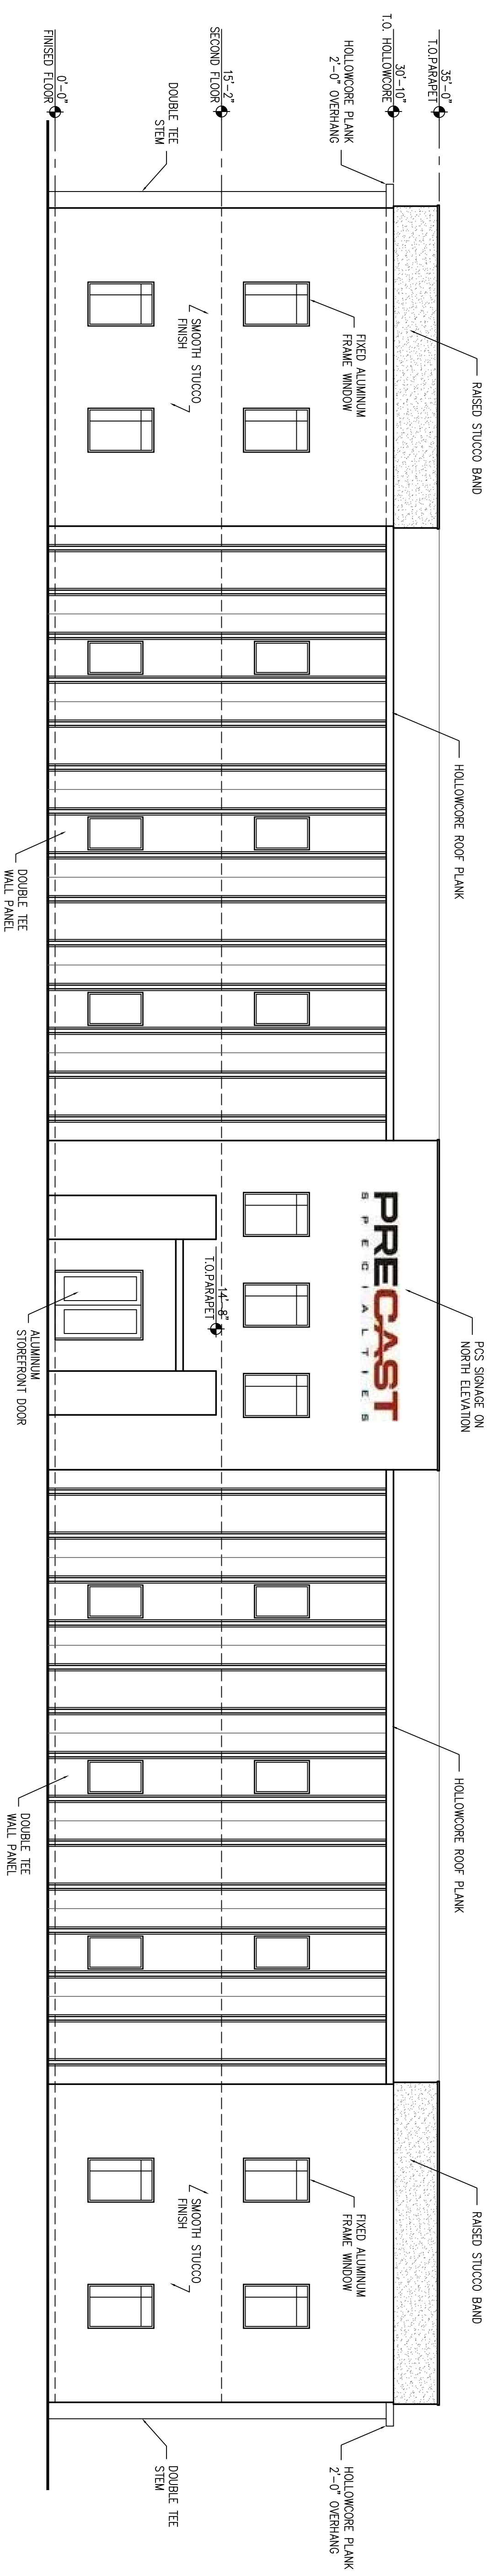 35'-0"
T.O.PARAPET
30'-10"
T.O. HOLLOWCORE
HOLLOWCORE PLANK
2'-0" OVERHANG
15'-2"
SECOND FLOOR
DOUBLE TEE
STEM
0'-0"
FINISED FLOOR
RAISED STUCCO BAND
FIXED ALUMINUM
FRAME WINDOW
SMOOTH STUCCO
FINISH
HOLLOWCORE ROOF PLANK
DOUBLE TEE
WALL PANEL
PCS SIGNAGE ON
NORTH ELEVATION
PRECAST
SPECIALTIES
14'-8"
T.O.PARAPET
ALUMINUM
STOREFRONT DOOR
HOLLOWCORE ROOF PLANK
DOUBLE TEE
WALL PANEL
RAISED STUCCO BAND
FIXED ALUMINUM
FRAME WINDOW
SMOOTH STUCCO
FINISH
HOLLOWCORE PLANK
2'-0" OVERHANG
DOUBLE TEE
STEM